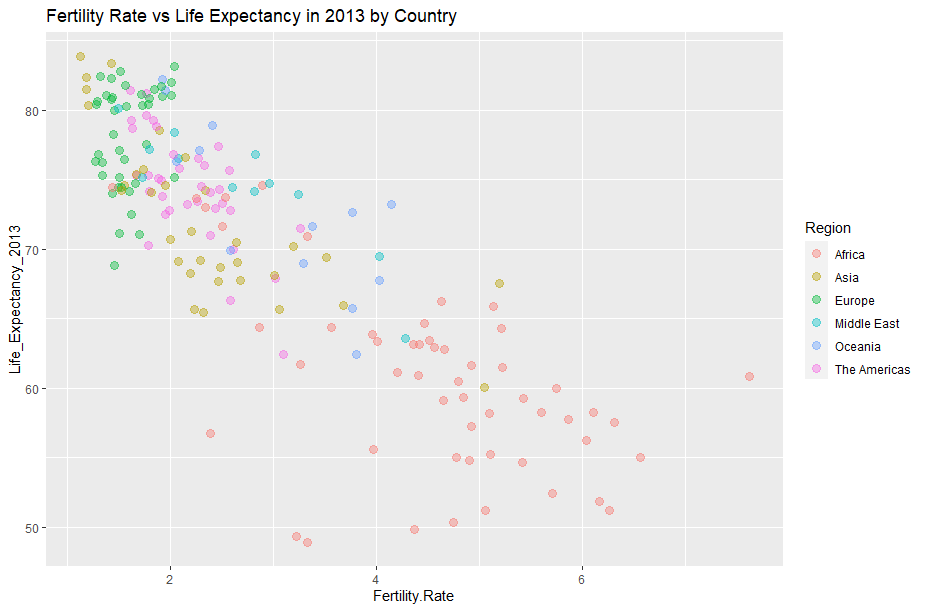 Fertility Rate vs Life Expectancy in 2013 by Country
Life_Expectancy_2013
80
70
60
50
2
4
6
Fertility.Rate
Region
Africa
Asia
Europe
Middle East
Oceania
The Americas